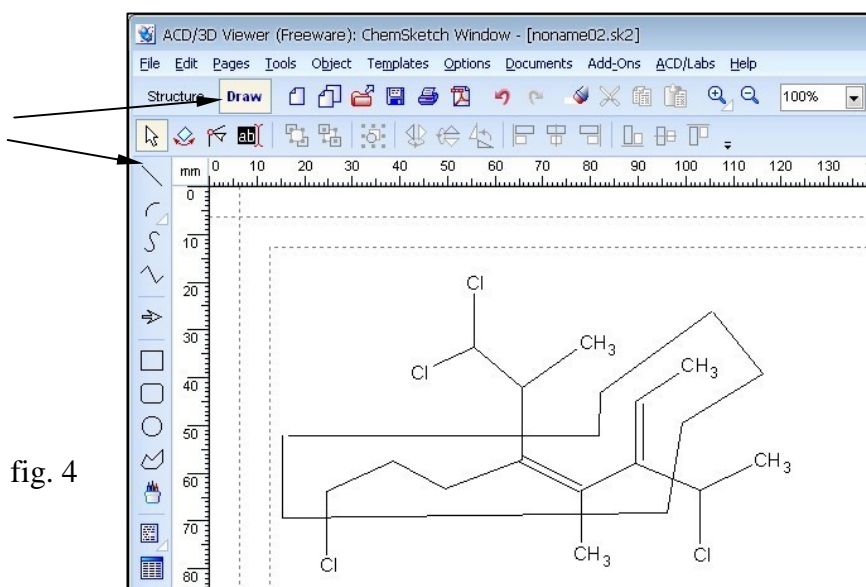 ACD/3D Viewer (Freeware): ChemSketch Window - [noname02.sk2]
File Edit Pages Tools Object Templates Options Documents Add-Ons ACD/Labs Help
Structure Draw 100%
ab
mm 0 10 20 30 40 50 60 70 80 90 100 110 120 130
0
10
20
Cl
30
CH3
Cl
CH3
40
50
fig. 4
CH3
60
70
CH3
Cl
Cl
80